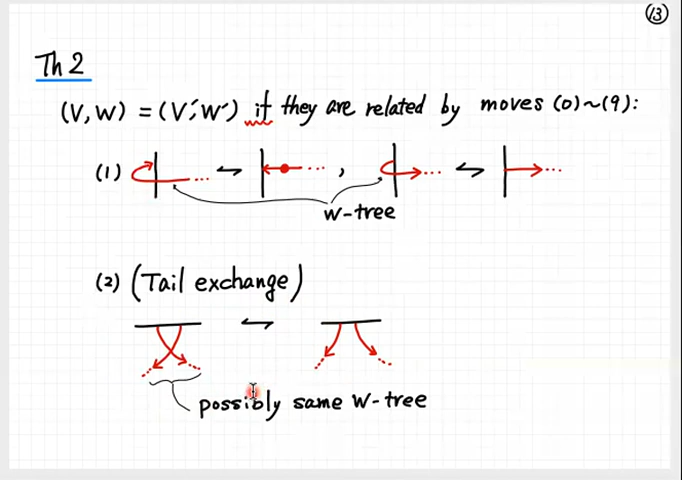 ⑬
Th 2
(V, W) = (V', W') if they are related by moves (0)~(9):
(1) ,
w-tree
(2) (Tail exchange)
possibly same w-tree